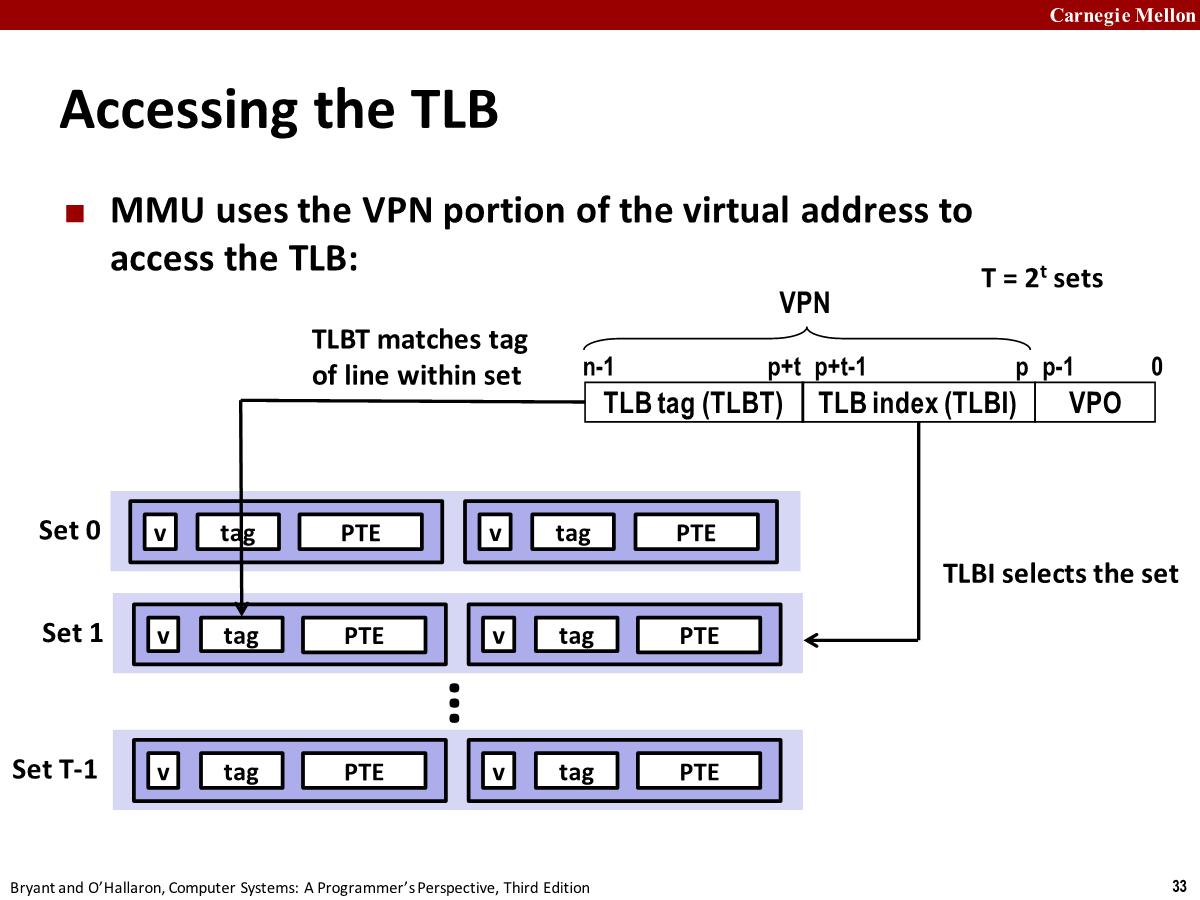 Carnegie Mellon
Accessing the TLB
MMU uses the VPN portion of the virtual address to
access the TLB:
T = 2^t sets
VPN
TLBT matches tag
of line within set
n-1 p+t p+t-1 p p-1 0
TLB tag (TLBT) TLB index (TLBI) VPO
Set 0 v tag PTE v tag PTE
TLBI selects the set
Set 1 v tag PTE v tag PTE
Set T-1 v tag PTE v tag PTE
Bryant and O’Hallaron, Computer Systems: A Programmer’s Perspective, Third Edition
33